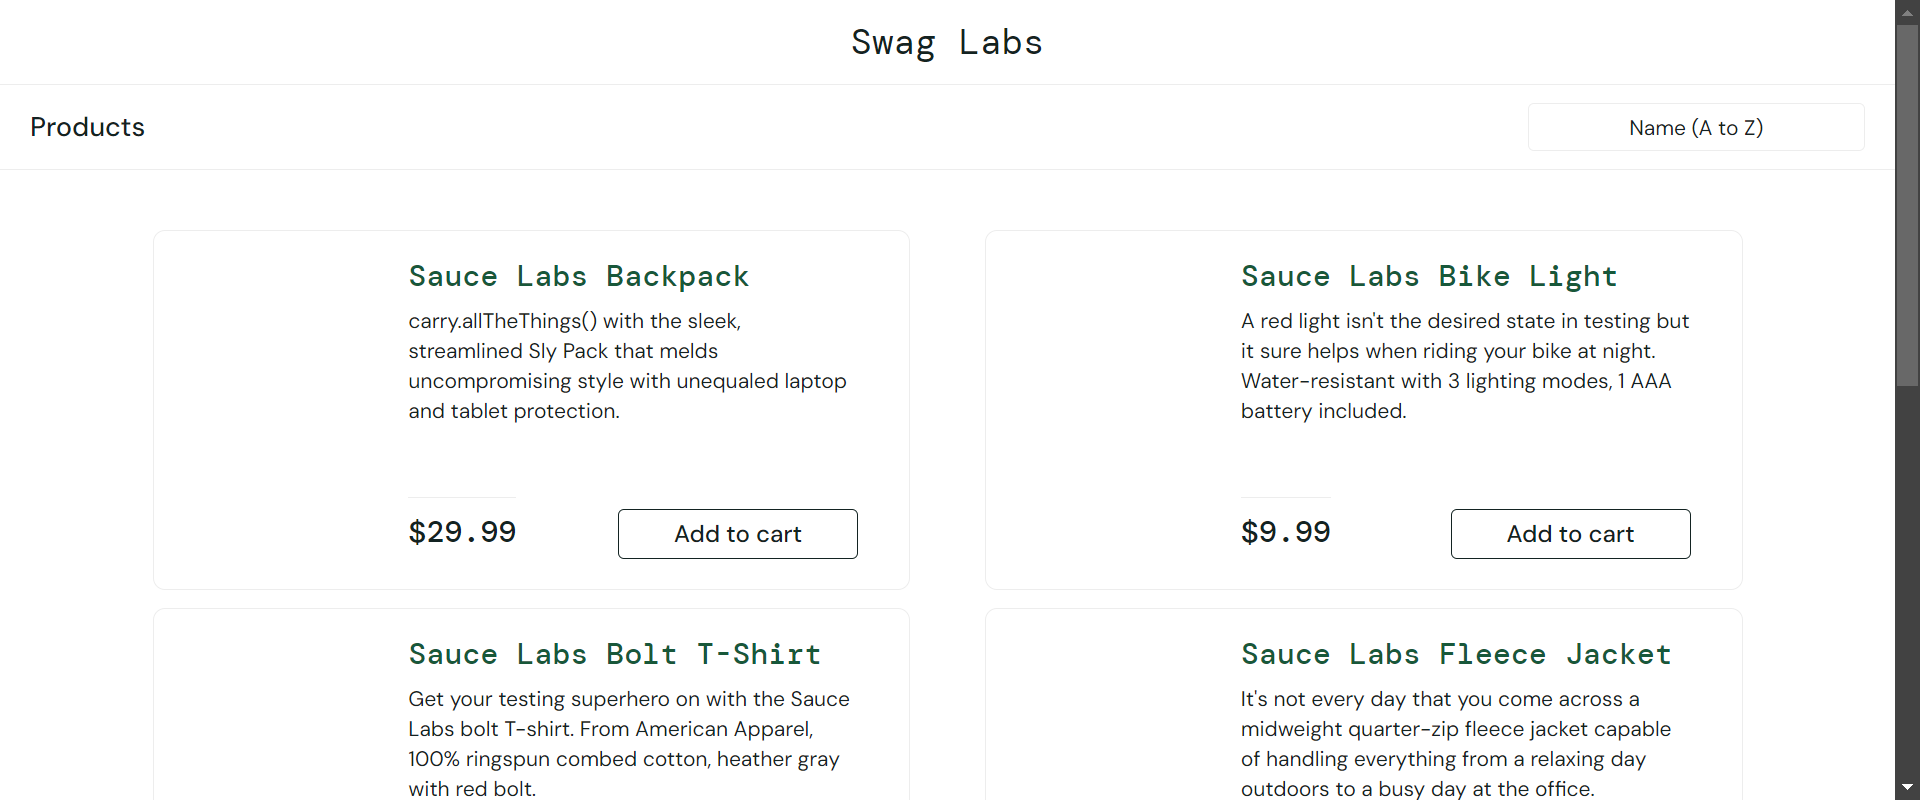 Swag Labs
Products
Name (A to Z)
Sauce Labs Backpack
carry.allTheThings() with the sleek,
streamlined Sly Pack that melds
uncompromising style with unequaled laptop
and tablet protection.
$29.99
Add to cart
Sauce Labs Bike Light
A red light isn't the desired state in testing but
it sure helps when riding your bike at night.
Water-resistant with 3 lighting modes, 1 AAA
battery included.
$9.99
Add to cart
Sauce Labs Bolt T-Shirt
Get your testing superhero on with the Sauce
Labs bolt T-shirt. From American Apparel,
100% ringspun combed cotton, heather gray
with red bolt.
Sauce Labs Fleece Jacket
It's not every day that you come across a
midweight quarter-zip fleece jacket capable
of handling everything from a relaxing day
outdoors to a busy day at the office.